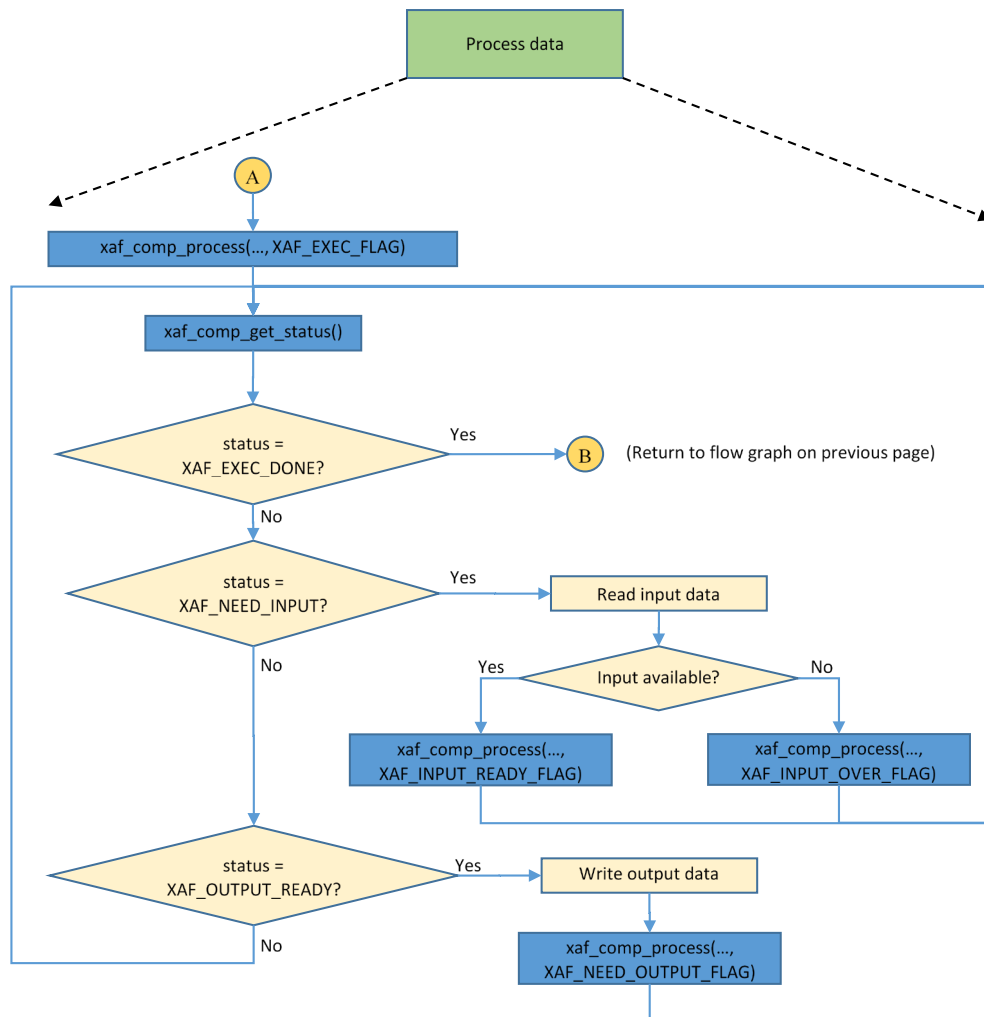 Process data
A
xaf_comp_process(…, XAF_EXEC_FLAG)
xaf_comp_get_status()
status =
XAF_EXEC_DONE?
Yes
B
(Return to flow graph on previous page)
No
status =
XAF_NEED_INPUT?
Yes
Read input data
No
Yes
Input available?
No
xaf_comp_process(…,
XAF_INPUT_READY_FLAG)
xaf_comp_process(…,
XAF_INPUT_OVER_FLAG)
status =
XAF_OUTPUT_READY?
Yes
Write output data
No
xaf_comp_process(…,
XAF_NEED_OUTPUT_FLAG)